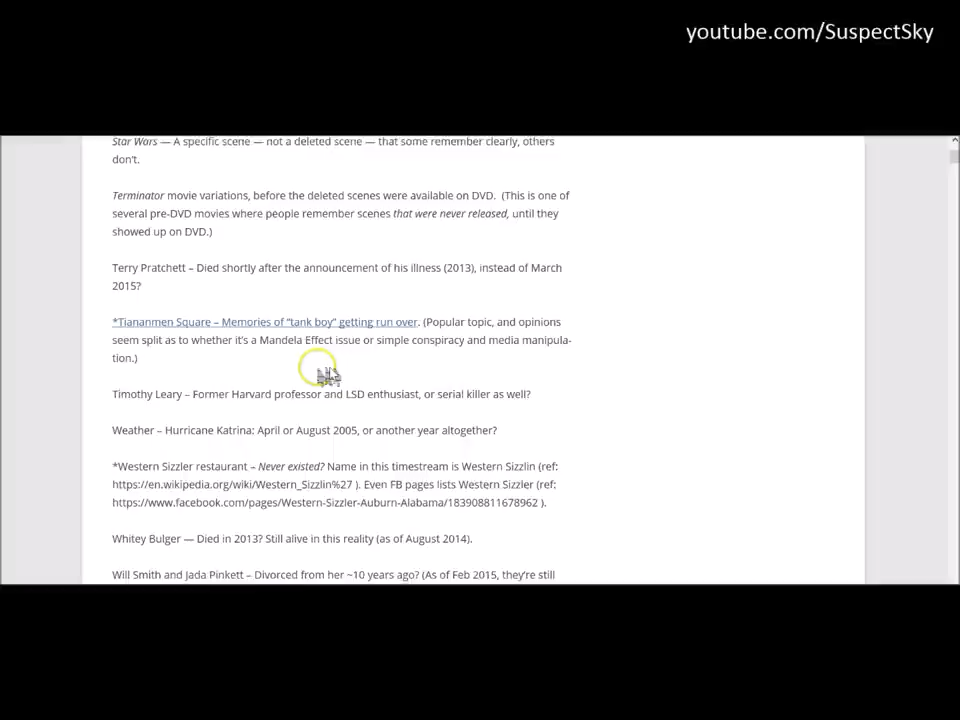 youtube.com/SuspectSky
Star Wars — A specific scene — not a deleted scene — that some remember clearly, others
don't.
Terminator movie variations, before the deleted scenes were available on DVD. (This is one of
several pre-DVD movies where people remember scenes that were never released, until they
showed up on DVD.)
Terry Pratchett – Died shortly after the announcement of his illness (2013), instead of March
2015?
*Tiananmen Square – Memories of “tank boy” getting run over. (Popular topic, and opinions
seem split as to whether it's a Mandela Effect issue or simple conspiracy and media manipula-
tion.)
Timothy Leary – Former Harvard professor and LSD enthusiast, or serial killer as well?
Weather – Hurricane Katrina: April or August 2005, or another year altogether?
*Western Sizzler restaurant – Never existed? Name in this timestream is Western Sizzlin (ref:
https://en.wikipedia.org/wiki/Western_Sizzlin%27 ). Even FB pages lists Western Sizzler (ref:
https://www.facebook.com/pages/Western-Sizzler-Auburn-Alabama/183908811678962 ).
Whitey Bulger — Died in 2013? Still alive in this reality (as of August 2014).
Will Smith and Jada Pinkett – Divorced from her ~10 years ago? (As of Feb 2015, they're still